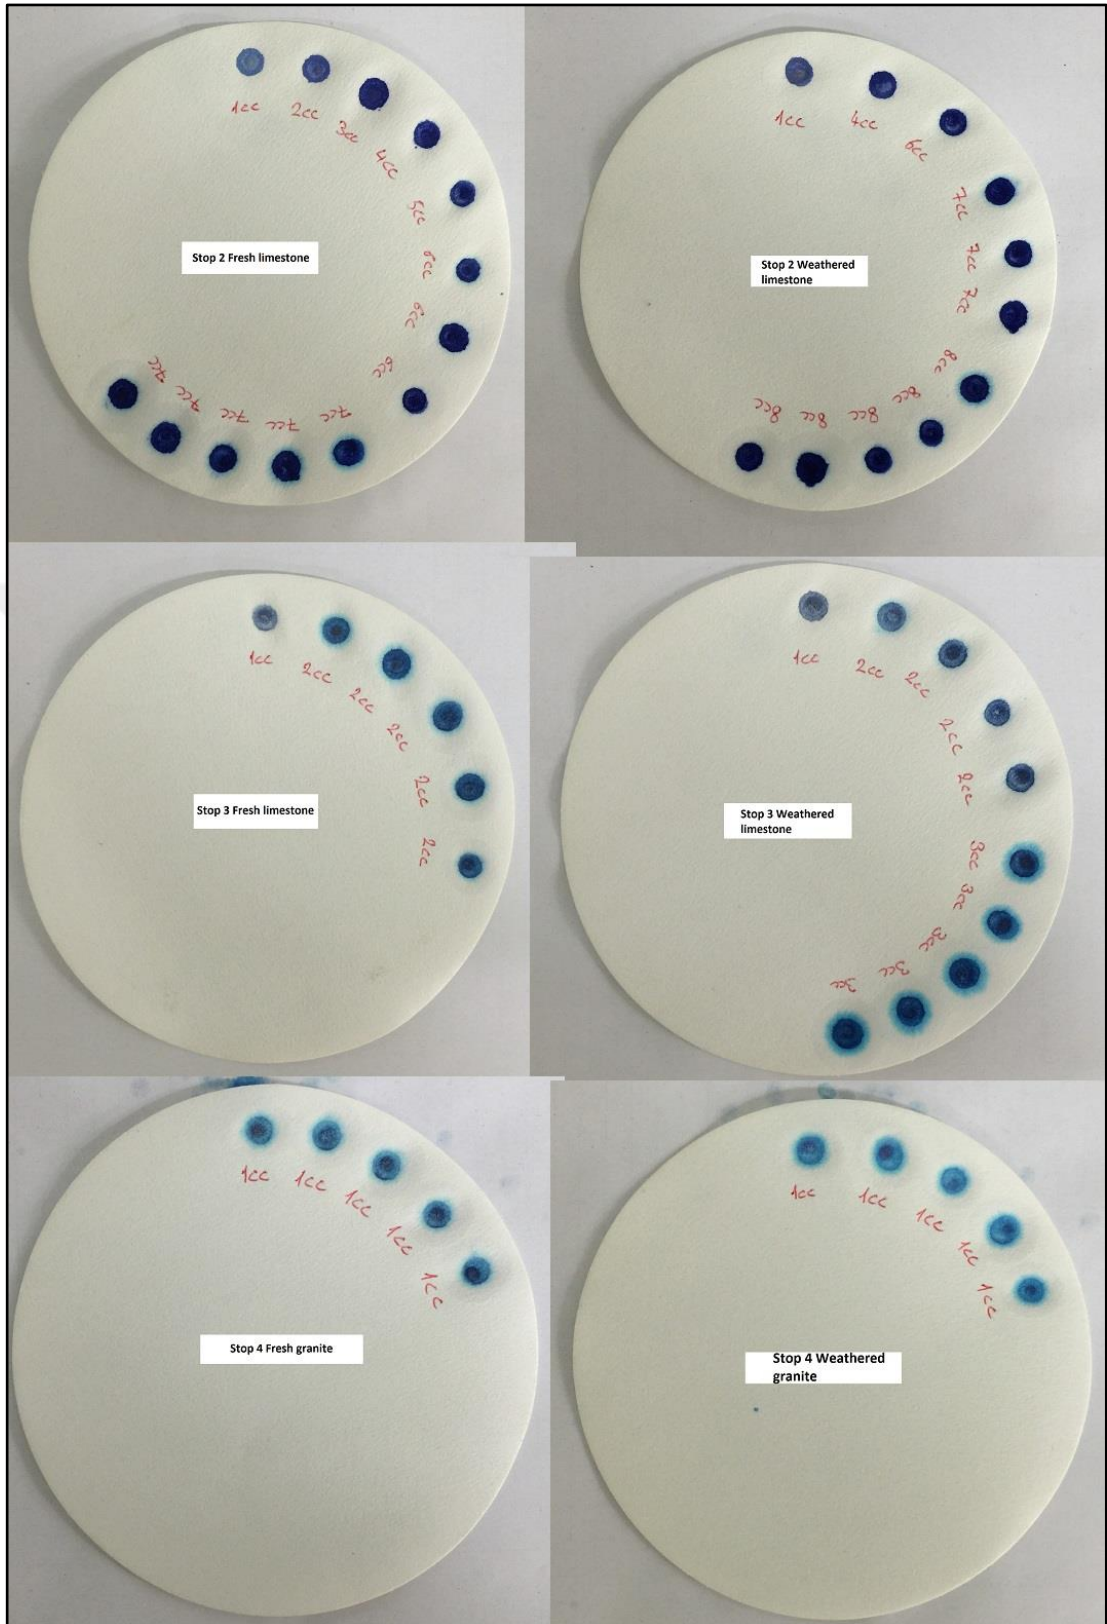 1cc
2cc
3cc
4cc
5cc
6cc
6cc
6cc
7cc
7cc
7cc
7cc
7cc
Stop 2 Fresh limestone
1cc
4cc
6cc
7cc
7cc
7cc
8cc
8cc
8cc
8cc
8cc
Stop 2 Weathered
limestone
1cc
2cc
2cc
2cc
2cc
2cc
Stop 3 Fresh limestone
1cc
2cc
2cc
2cc
2cc
3cc
3cc
3cc
3cc
3cc
Stop 3 Weathered
limestone
1cc
1cc
1cc
1cc
1cc
Stop 4 Fresh granite
1cc
1cc
1cc
1cc
1cc
Stop 4 Weathered
granite